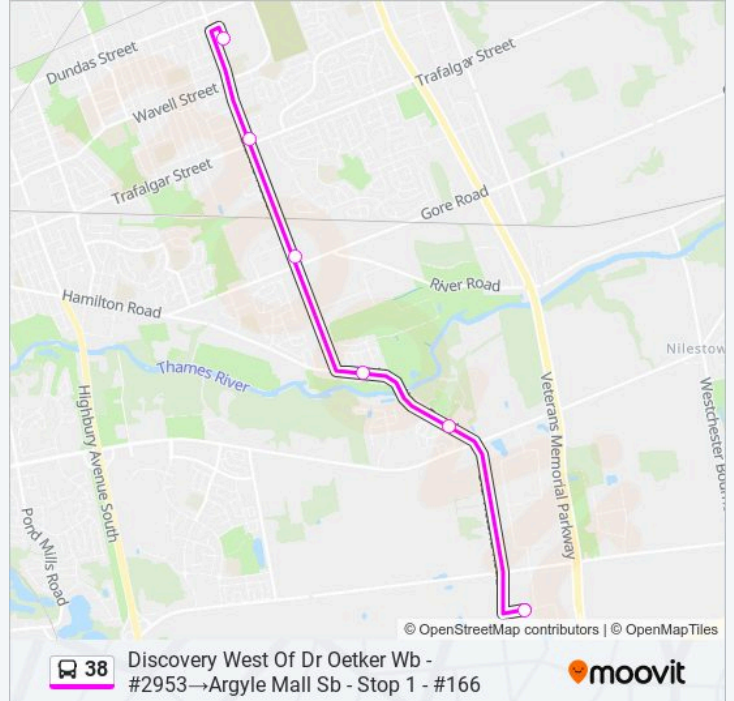 Dundas Street
Trafalgar Street
Wavell Street
Trafalgar Street
Gore Road
River Road
Hamilton Road
Thames River
Nilestow
Highbury Avenue South
Veterans Memorial Parkway
Westchester Bourn
Pond Mills Road
© OpenStreetMap contributors | © OpenMapTiles
38
Discovery West Of Dr Oetker Wb -
#2953→Argyle Mall Sb - Stop 1 - #166
moovit